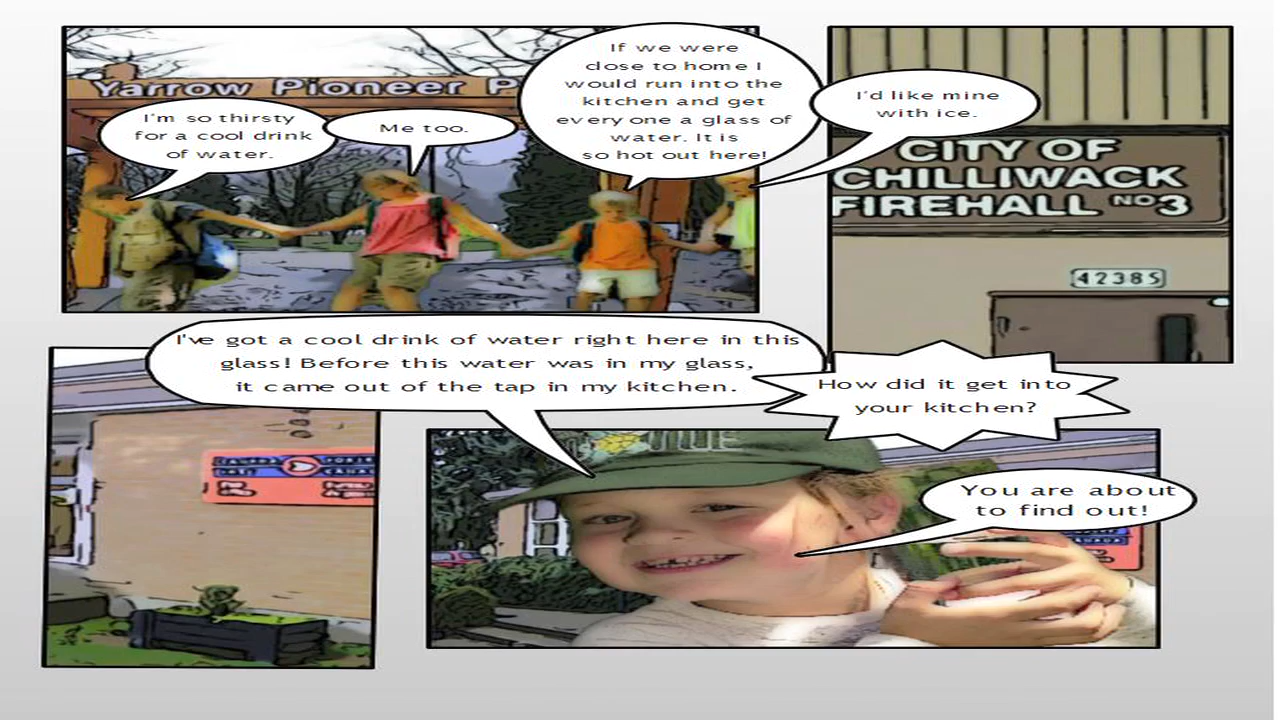 Yarrow Pioneer P
I'm so thirsty
for a cool drink
of water.
Me too.
If we were
close to home I
would run into the
kitchen and get
every one a glass of
water. It is
so hot out here!
I'd like mine
with ice.
CITY OF
CHILLIWACK
FIREHALL NO 3
42385
I've got a cool drink of water right here in this
glass! Before this water was in my glass,
it came out of the tap in my kitchen.
How did it get into
your kitchen?
You are about
to find out!